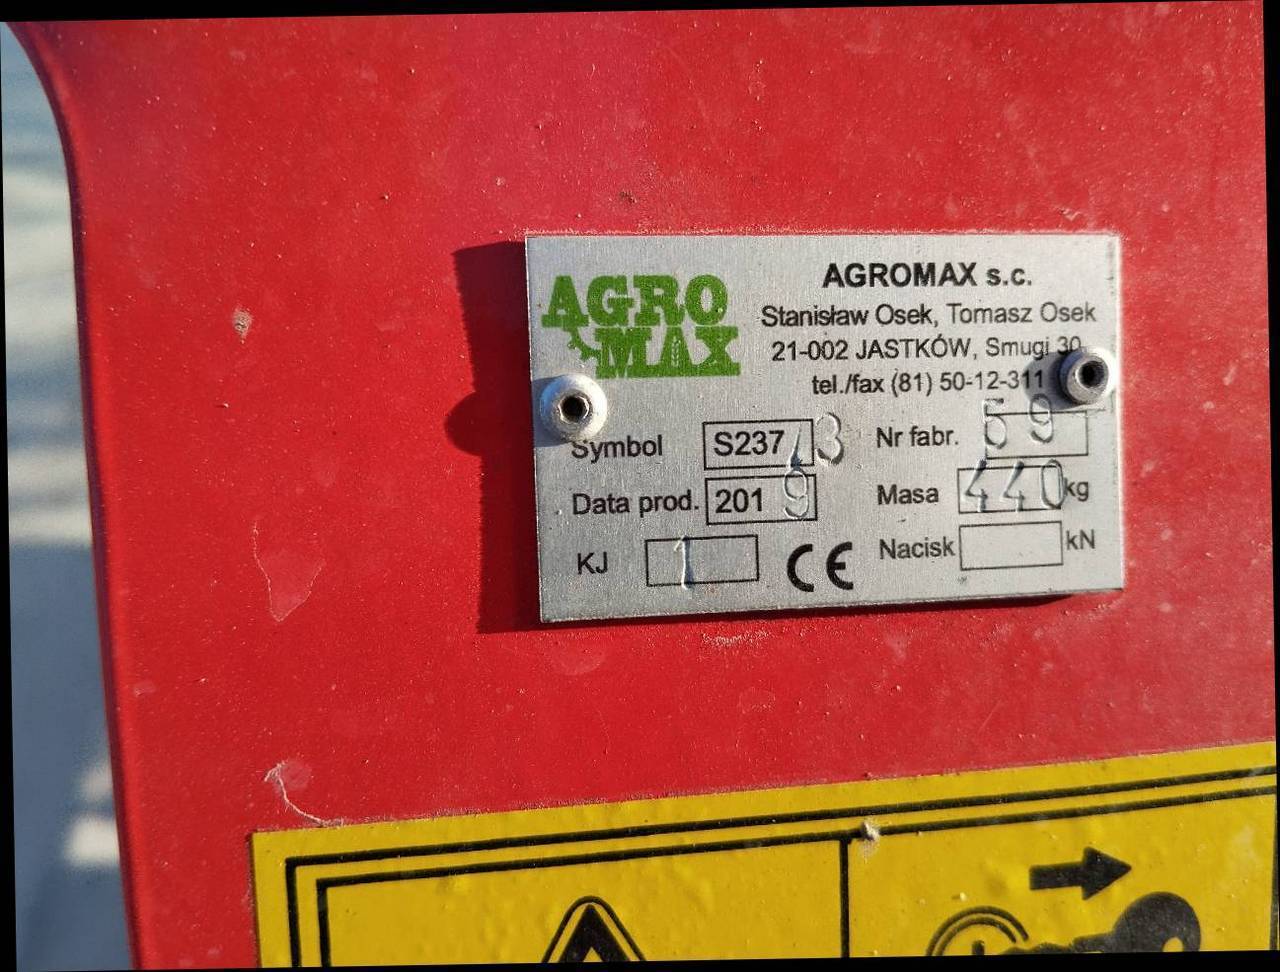 AGRO
MAX
AGROMAX s.c.
Stanisław Osek, Tomasz Osek
21-002 JASTKÓW, Smugi 30
tel./fax (81) 50-12-311
Symbol S237/3 Nr fabr. 59
Data prod. 2019 Masa 440 kg
KJ 1 CE Nacisk kN